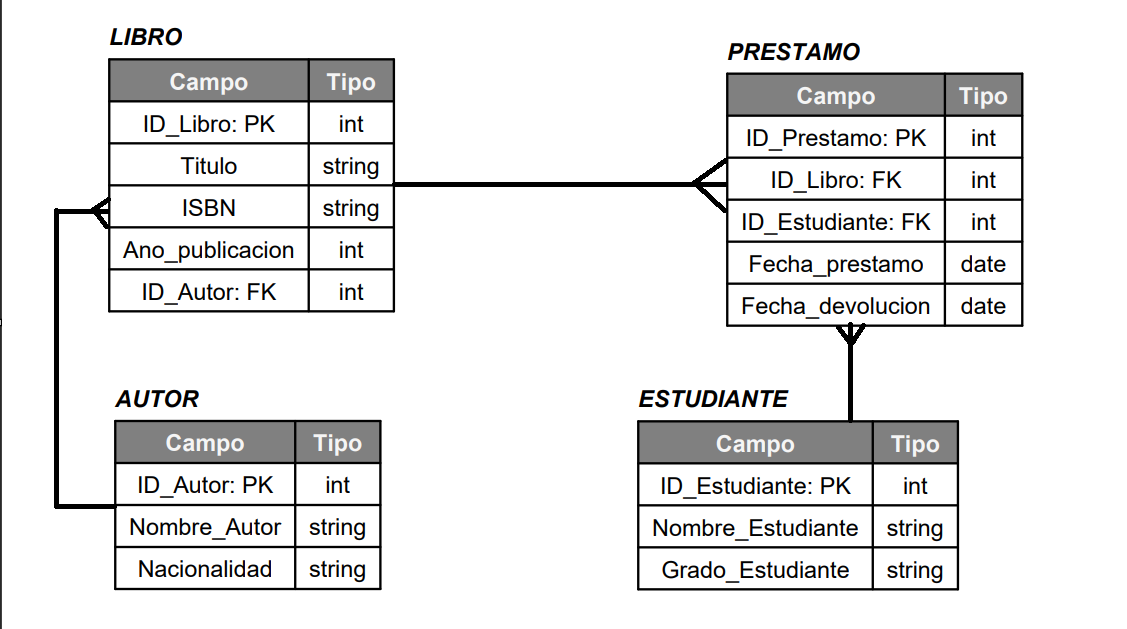 LIBRO
Campo Tipo
ID_Libro: PK int
Titulo string
ISBN string
Ano_publicacion int
ID_Autor: FK int
PRESTAMO
Campo Tipo
ID_Prestamo: PK int
ID_Libro: FK int
ID_Estudiante: FK int
Fecha_prestamo date
Fecha_devolucion date
AUTOR
Campo Tipo
ID_Autor: PK int
Nombre_Autor string
Nacionalidad string
ESTUDIANTE
Campo Tipo
ID_Estudiante: PK int
Nombre_Estudiante string
Grado_Estudiante string